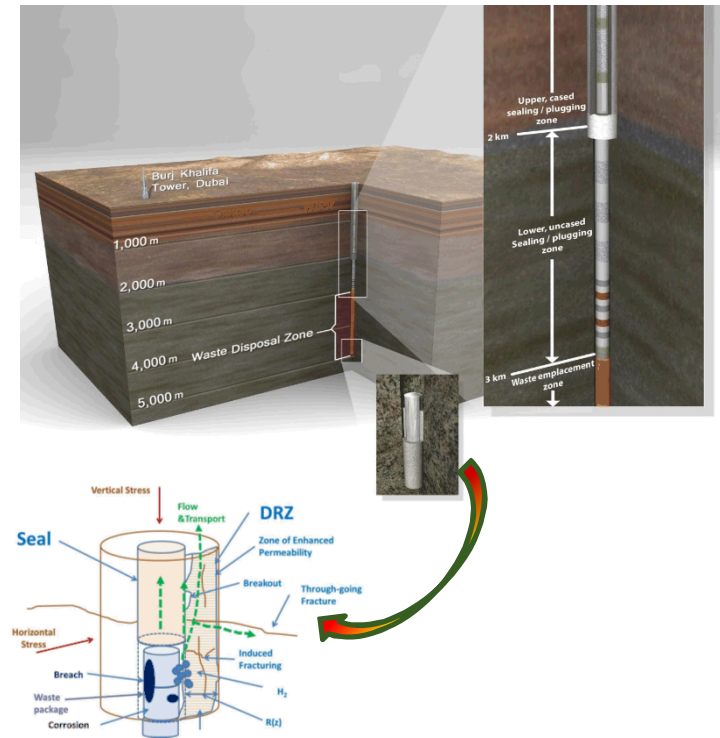 Burj Khalifa
Tower, Dubai
1,000 m
2,000 m
3,000 m
Waste Disposal Zone
4,000 m
5,000 m
Upper, cased
sealing / plugging
zone
2 km
Lower, uncased
Sealing / plugging
zone
3 km
Waste emplacement
zone
Vertical Stress
Flow
&Transport
DRZ
Seal
Zone of Enhanced
Permeability
Breakout
Through-going
Fracture
Horizontal
Stress
Induced
Fracturing
Breach
H2
Waste
package
Corrosion
R(z)